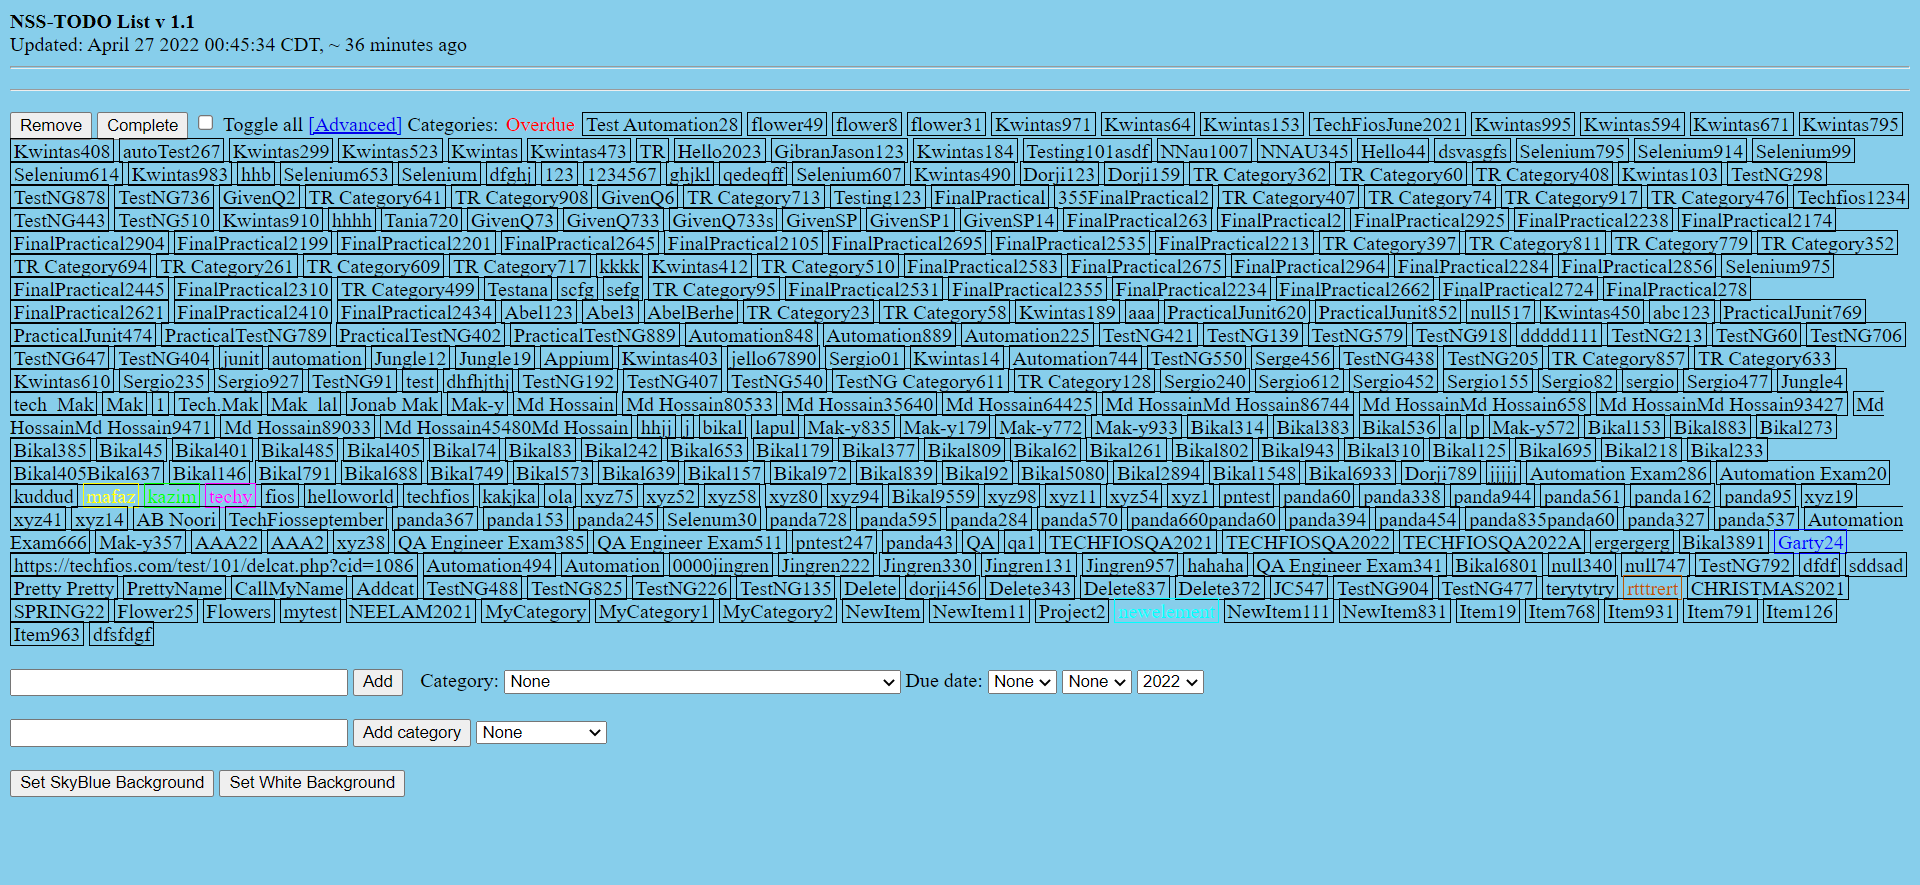 NSS-TODO List v 1.1
Updated: April 27 2022 00:45:34 CDT, ~ 36 minutes ago
Remove Complete Toggle all [Advanced] Categories: Overdue Test Automation28 flower49 flower8 flower31 Kwintas971 Kwintas64 Kwintas153 TechFiosJune2021 Kwintas995 Kwintas594 Kwintas671 Kwintas795
Kwintas408 autoTest267 Kwintas299 Kwintas523 Kwintas Kwintas473 TR Hello2023 GibranJason123 Kwintas184 Testing101asdf NNau1007 NNAU345 Hello44 dsvasgfs Selenium795 Selenium914 Selenium99
Selenium614 Kwintas983 hhb Selenium653 Selenium dfghj 123 1234567 ghjkl qedeqff Selenium607 Kwintas490 Dorji123 Dorji159 TR Category362 TR Category60 TR Category408 Kwintas103 TestNG298
TestNG878 TestNG736 GivenQ2 TR Category641 TR Category908 GivenQ6 TR Category713 Testing123 FinalPractical 355FinalPractical2 TR Category407 TR Category74 TR Category917 TR Category476 Techfios1234
TestNG443 TestNG510 Kwintas910 hhhh Tania720 GivenQ73 GivenQ733 GivenQ733s GivenSP GivenSP1 GivenSP14 FinalPractical263 FinalPractical2 FinalPractical2925 FinalPractical2238 FinalPractical2174
FinalPractical2904 FinalPractical2199 FinalPractical2201 FinalPractical2645 FinalPractical2105 FinalPractical2695 FinalPractical2535 FinalPractical2213 TR Category397 TR Category811 TR Category779 TR Category352
TR Category694 TR Category261 TR Category609 TR Category717 kkkk Kwintas412 TR Category510 FinalPractical2583 FinalPractical2675 FinalPractical2964 FinalPractical2284 FinalPractical2856 Selenium975
FinalPractical2445 FinalPractical2310 TR Category499 Testana scfg sefg TR Category95 FinalPractical2531 FinalPractical2355 FinalPractical2234 FinalPractical2662 FinalPractical2724 FinalPractical278
FinalPractical2621 FinalPractical2410 FinalPractical2434 Abel123 Abel3 AbelBerhe TR Category23 TR Category58 Kwintas189 aaa PracticalJunit620 PracticalJunit852 null517 Kwintas450 abc123 PracticalJunit769
PracticalJunit474 PracticalTestNG789 PracticalTestNG402 PracticalTestNG889 Automation848 Automation889 Automation225 TestNG421 TestNG139 TestNG579 TestNG918 ddddd111 TestNG213 TestNG60 TestNG706
TestNG647 TestNG404 junit automation Jungle12 Jungle19 Appium Kwintas403 jello67890 Sergio01 Kwintas14 Automation744 TestNG550 Serge456 TestNG438 TestNG205 TR Category857 TR Category633
Kwintas610 Sergio235 Sergio927 TestNG91 test dhfhjthj TestNG192 TestNG407 TestNG540 TestNG Category611 TR Category128 Sergio240 Sergio612 Sergio452 Sergio155 Sergio82 sergio Sergio477 Jungle4
tech_Mak Mak 1 Tech.Mak Mak_lal Jonab Mak Mak-y Md Hossain Md Hossain80533 Md Hossain35640 Md Hossain64425 Md HossainMd Hossain86744 Md HossainMd Hossain658 Md HossainMd Hossain93427 Md
HossainMd Hossain9471 Md Hossain89033 Md Hossain45480Md Hossain hhjj j bikal lapul Mak-y835 Mak-y179 Mak-y772 Mak-y933 Bikal314 Bikal383 Bikal536 a p Mak-y572 Bikal153 Bikal883 Bikal273
Bikal385 Bikal45 Bikal401 Bikal485 Bikal405 Bikal74 Bikal83 Bikal242 Bikal653 Bikal179 Bikal377 Bikal809 Bikal62 Bikal261 Bikal802 Bikal943 Bikal310 Bikal125 Bikal695 Bikal218 Bikal233
Bikal405Bikal637 Bikal146 Bikal791 Bikal688 Bikal749 Bikal573 Bikal639 Bikal157 Bikal972 Bikal839 Bikal92 Bikal5080 Bikal2894 Bikal1548 Bikal6933 Dorji789 jjjjj Automation Exam286 Automation Exam20
kuddud mafaz kazim techy fios helloworld techfios kakjka ola xyz75 xyz52 xyz58 xyz80 xyz94 Bikal9559 xyz98 xyz11 xyz54 xyz1 pntest panda60 panda338 panda944 panda561 panda162 panda95 xyz19
xyz41 xyz14 AB Noori TechFiosseptember panda367 panda153 panda245 Selenum30 panda728 panda595 panda284 panda570 panda660panda60 panda394 panda454 panda835panda60 panda327 panda537 Automation
Exam666 Mak-y357 AAA22 AAA2 xyz38 QA Engineer Exam385 QA Engineer Exam511 pntest247 panda43 QA qa1 TECHFIOSQA2021 TECHFIOSQA2022 TECHFIOSQA2022A ergergerg Bikal3891 Garty24
https://techfios.com/test/101/delcat.php?cid=1086 Automation494 Automation 0000jingren Jingren222 Jingren330 Jingren131 Jingren957 hahaha QA Engineer Exam341 Bikal6801 null340 null747 TestNG792 dfdf sddsad
Pretty Pretty PrettyName CallMyName Addcat TestNG488 TestNG825 TestNG226 TestNG135 Delete dorji456 Delete343 Delete837 Delete372 JC547 TestNG904 TestNG477 terytytry rtttrert CHRISTMAS2021
SPRING22 Flower25 Flowers mytest NEELAM2021 MyCategory MyCategory1 MyCategory2 NewItem NewItem11 Project2 newelement NewItem111 NewItem831 Item19 Item768 Item931 Item791 Item126
Item963 dfsfdgf
Add Category: None Due date: None None 2022
Add category None
Set SkyBlue Background Set White Background